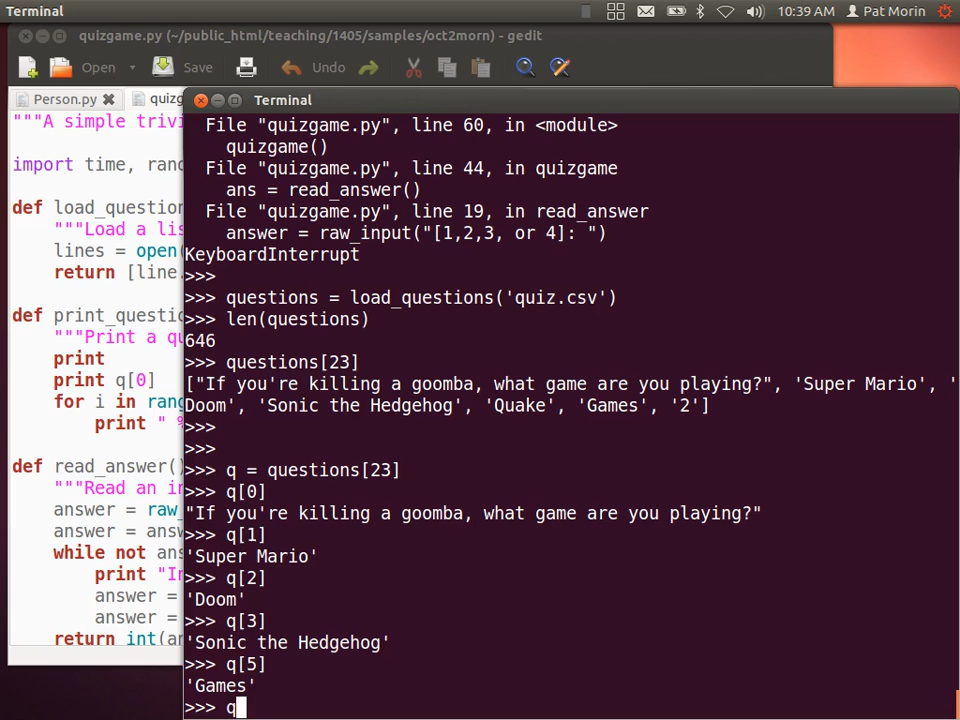 Terminal
10:39 AM
Pat Morin
quizgame.py (~/public_html/teaching/1405/samples/oct2morn) - gedit
Open
Save
Undo
Person.py
quizg
"""A simple trivi
import time, rand
def load_question
"""Load a lis
lines = open(
return [line.
def print_questio
"""Print a qu
print
print q[0]
for i in rang
print " %
def read_answer()
"""Read an in
answer = raw_
answer = answ
while not ans
print "In
answer =
answer =
return int(an
Terminal
File "quizgame.py", line 60, in <module>
quizgame()
File "quizgame.py", line 44, in quizgame
ans = read_answer()
File "quizgame.py", line 19, in read_answer
answer = raw_input("[1,2,3, or 4]: ")
KeyboardInterrupt
>>>
>>> questions = load_questions('quiz.csv')
>>> len(questions)
646
>>> questions[23]
["If you're killing a goomba, what game are you playing?", 'Super Mario', '
Doom', 'Sonic the Hedgehog', 'Quake', 'Games', '2']
>>>
>>>
>>> q = questions[23]
>>> q[0]
"If you're killing a goomba, what game are you playing?"
>>> q[1]
'Super Mario'
>>> q[2]
'Doom'
>>> q[3]
'Sonic the Hedgehog'
>>> q[5]
'Games'
>>> q